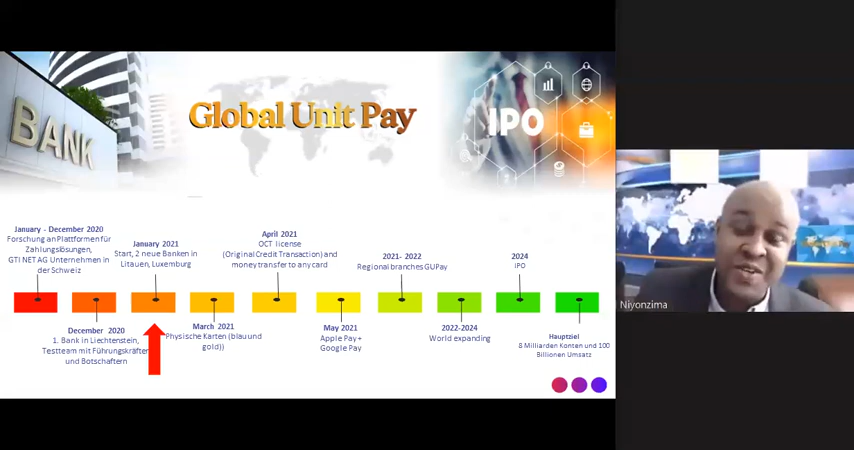 BANK
Global Unit Pay
IPO
January - December 2020
Forschung an Plattformen für
Zahlungslösungen,
GTI NET AG Unternehmen in
der Schweiz
January 2021
Start, 2 neue Banken in
Litauen, Luxemburg
April 2021
OCT license
(Original Credit Transaction) and
money transfer to any card
2021- 2022
Regional branches GUPay
2024
IPO
December 2020
1. Bank in Liechtenstein,
Testteam mit Führungskräften
und Botschaftern
March 2021
Physische Karten (blau und
gold))
May 2021
Apple Pay +
Google Pay
2022-2024
World expanding
Hauptziel
8 Milliarden Konten und 100
Billionen Umsatz
Global Unit Pay
Niyonzima